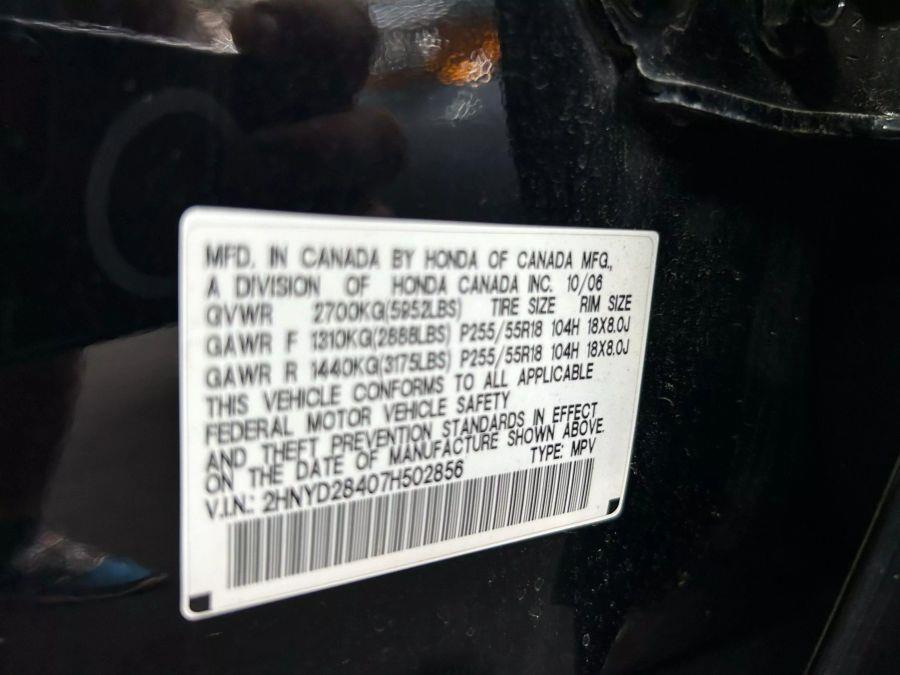 MFD. IN CANADA BY HONDA OF CANADA MFG.,
A DIVISION OF HONDA CANADA INC. 10/06
GVWR 2700KG(5952LBS) TIRE SIZE RIM SIZE
GAWR F 1310KG(2888LBS) P255/55R18 104H 18X8.0J
GAWR R 1440KG(3175LBS) P255/55R18 104H 18X8.0J
THIS VEHICLE CONFORMS TO ALL APPLICABLE
FEDERAL MOTOR VEHICLE SAFETY
AND THEFT PREVENTION STANDARDS IN EFFECT
ON THE DATE OF MANUFACTURE SHOWN ABOVE.
V.I.N.: 2HNYD28407H502856 TYPE: MPV